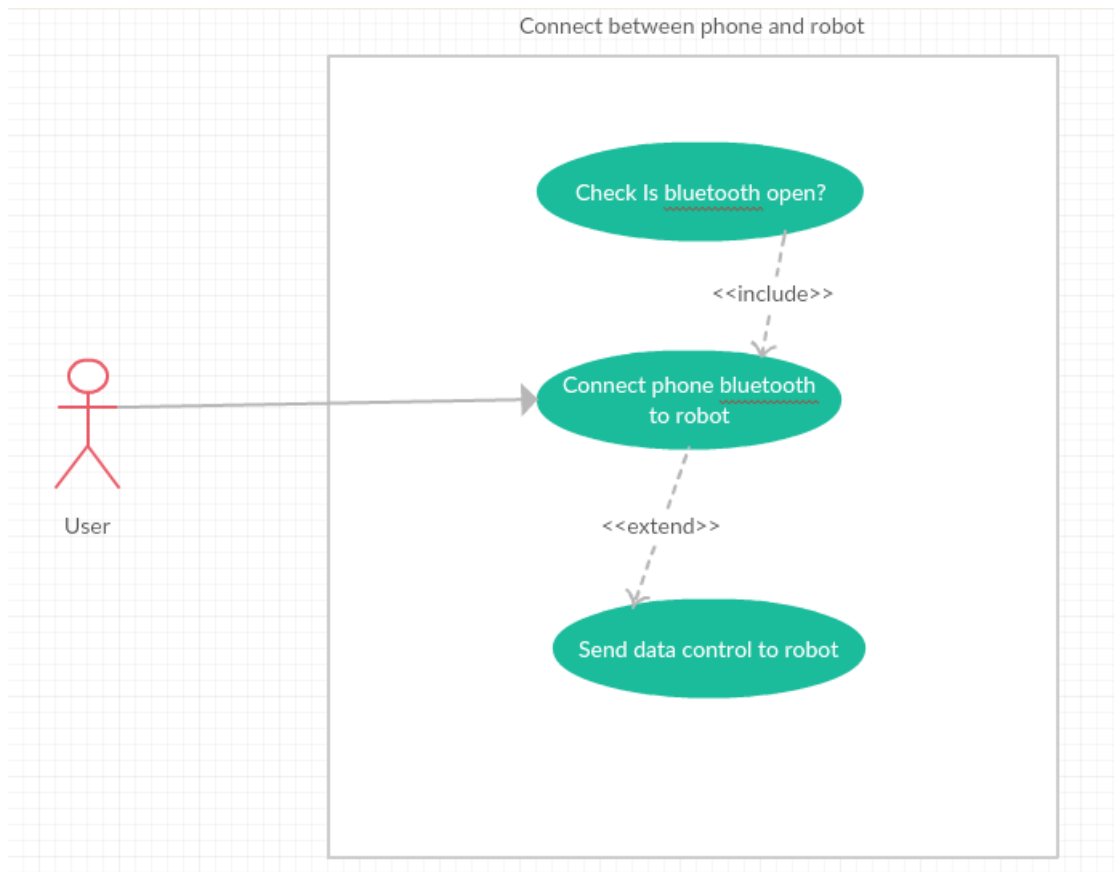 Connect between phone and robot
Check Is bluetooth open?
<<include>>
Connect phone bluetooth
to robot
User
<<extend>>
Send data control to robot